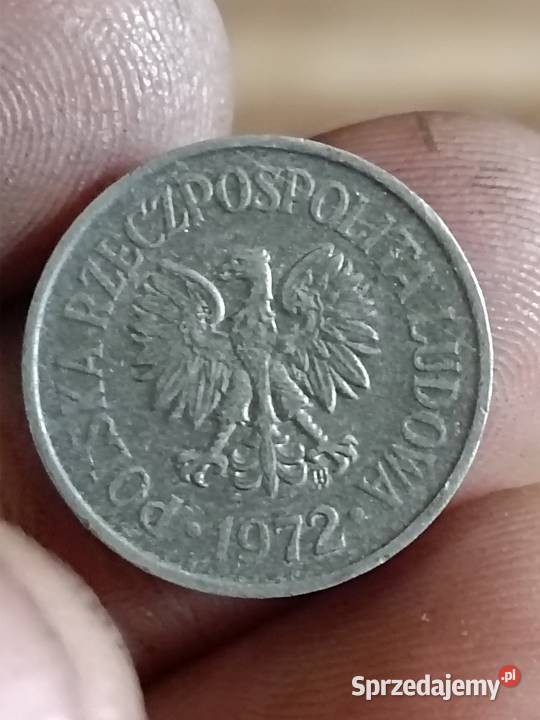 POLSKA RZECZPOSPOLITA LUDOWA
· 1972 ·
Sprzedajemy.pl